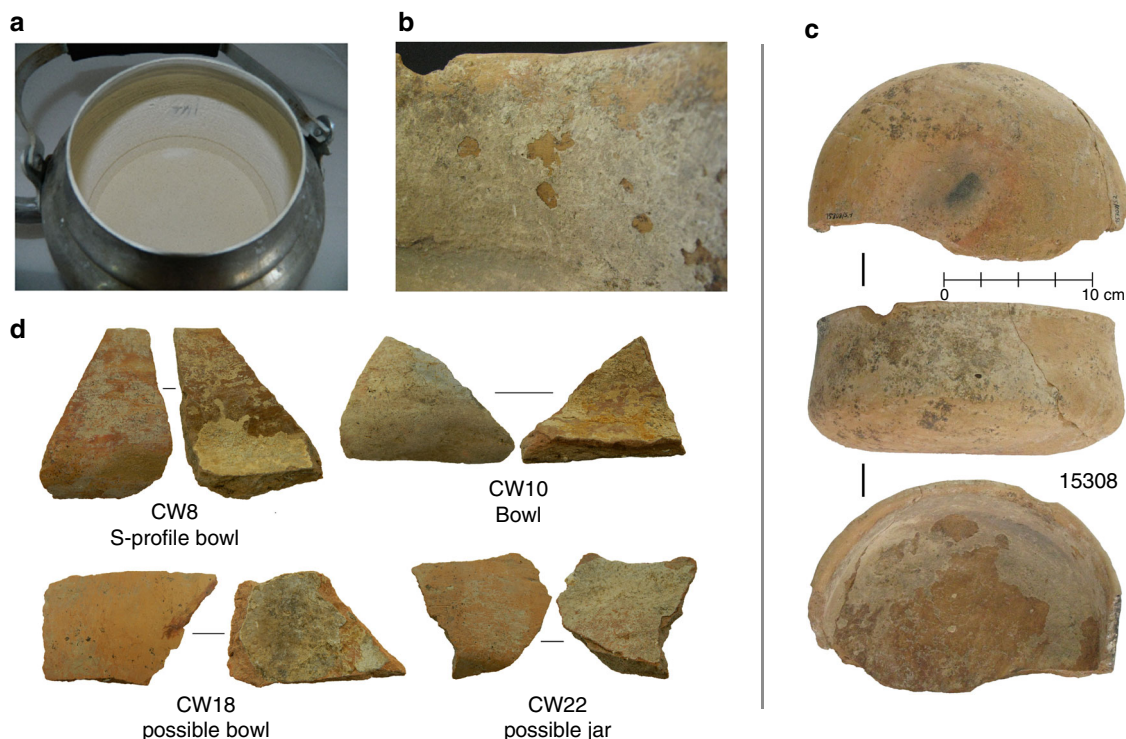 a
b
c
0
10 cm
d
CW8
S-profile bowl
CW10
Bowl
15308
CW18
possible bowl
CW22
possible jar